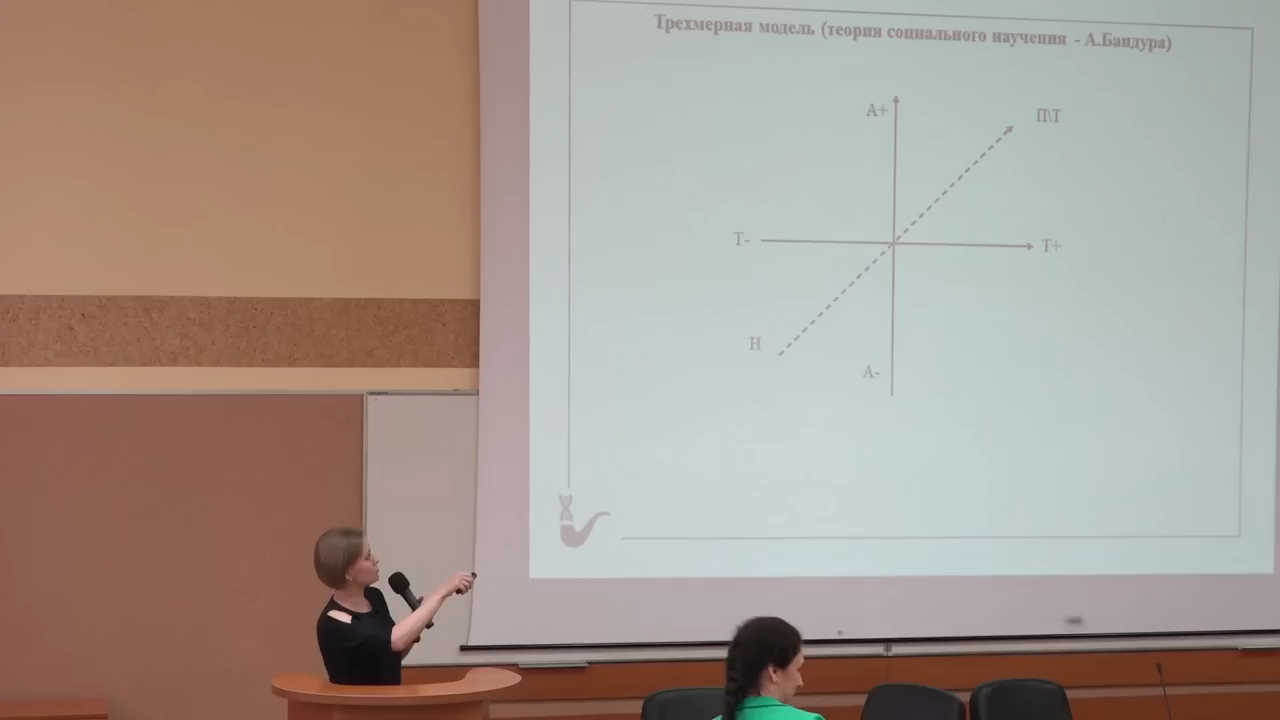 Трехмерная модель (теория социального научения - А.Бандура)
А+
П\Т
Т-
Т+
Н
А-